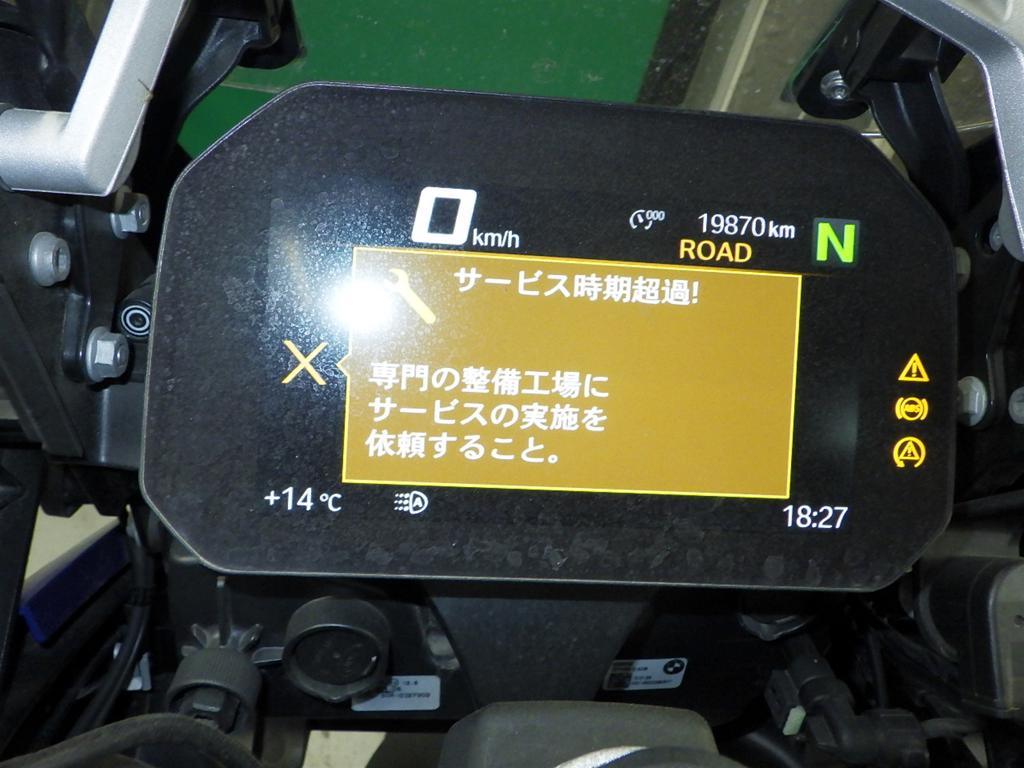 0 km/h
000
19870 km
ROAD
N
サービス時期超過!
専門の整備工場に
サービスの実施を
依頼すること。
ABS
+14 °C
A
18:27